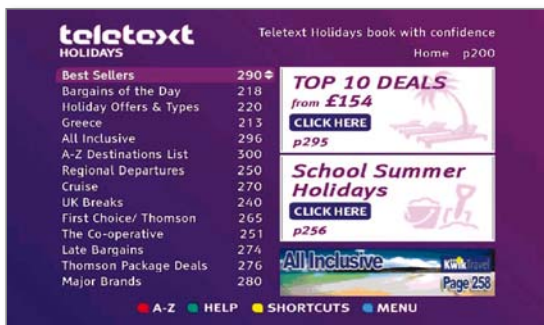 teletext
HOLIDAYS
Teletext Holidays book with confidence
Home p200
Best Sellers 290
Bargains of the Day 218
Holiday Offers & Types 220
Greece 213
All Inclusive 296
A-Z Destinations List 300
Regional Departures 250
Cruise 270
UK Breaks 240
First Choice/ Thomson 265
The Co-operative 251
Late Bargains 274
Thomson Package Deals 276
Major Brands 280
TOP 10 DEALS
from £154
CLICK HERE
p295
School Summer
Holidays
CLICK HERE
p256
All Inclusive
KwikTravel
Page 258
A-Z HELP SHORTCUTS MENU